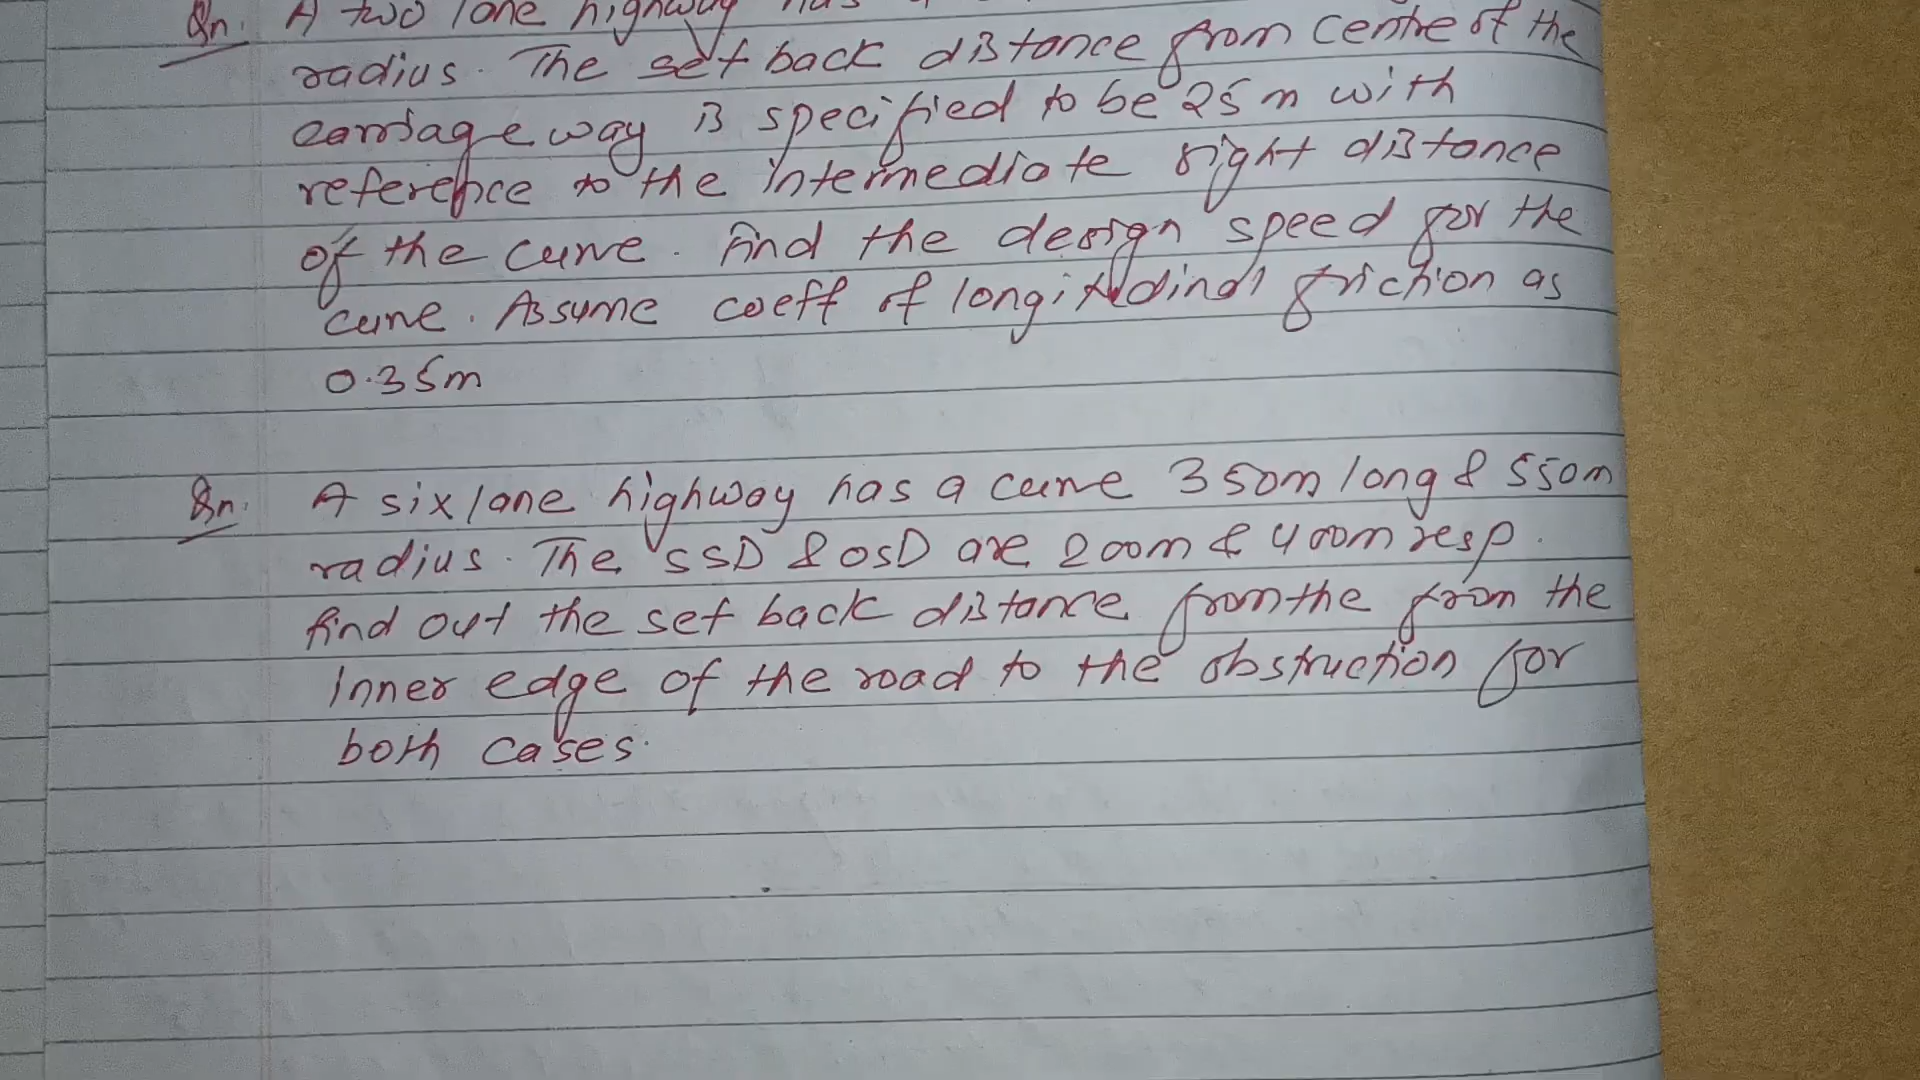 Qn. A two lane highway has a
radius. The set back distance from centre of the
carriage way is specified to be 25 m with
reference to the intermediate sight distance
of the curve. Find the design speed for the
curve. Assume coeff of longitudinal friction as
0.35m
Qn. A six lane highway has a curve 350m long & 550m
radius. The SSD & OSD are 200m & 400m resp.
find out the set back distance from the from the
inner edge of the road to the obstruction for
both cases.